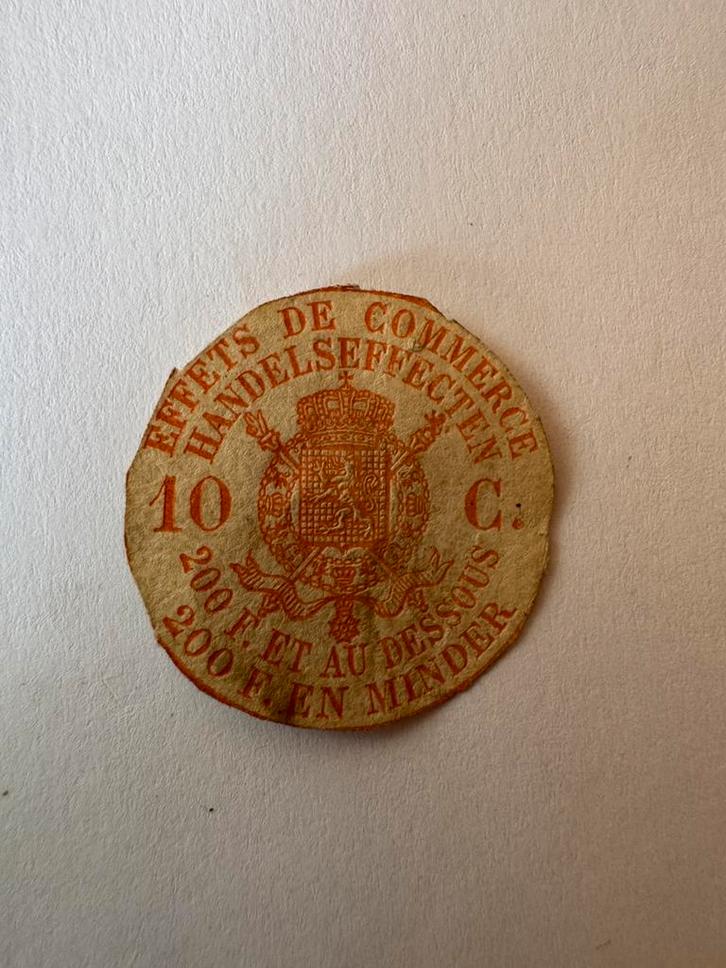 EFFETS DE COMMERCE
HANDELSEFFECTEN
10 C.
200 F. ET AU DESSOUS
200 F. EN MINDER